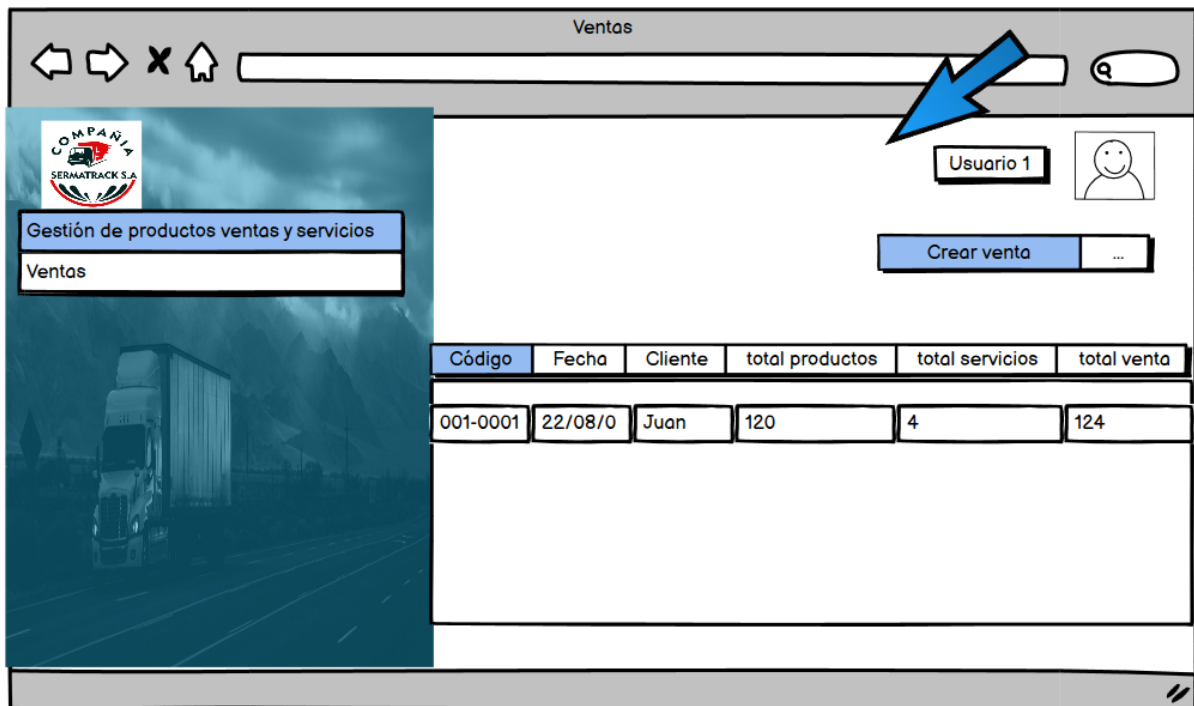 Ventas
COMPAÑIA
SERMATRACK S.A
Usuario 1
Gestión de productos ventas y servicios
Crear venta
...
Ventas
Código
Fecha
Cliente
total productos
total servicios
total venta
001-0001
22/08/0
Juan
120
4
124